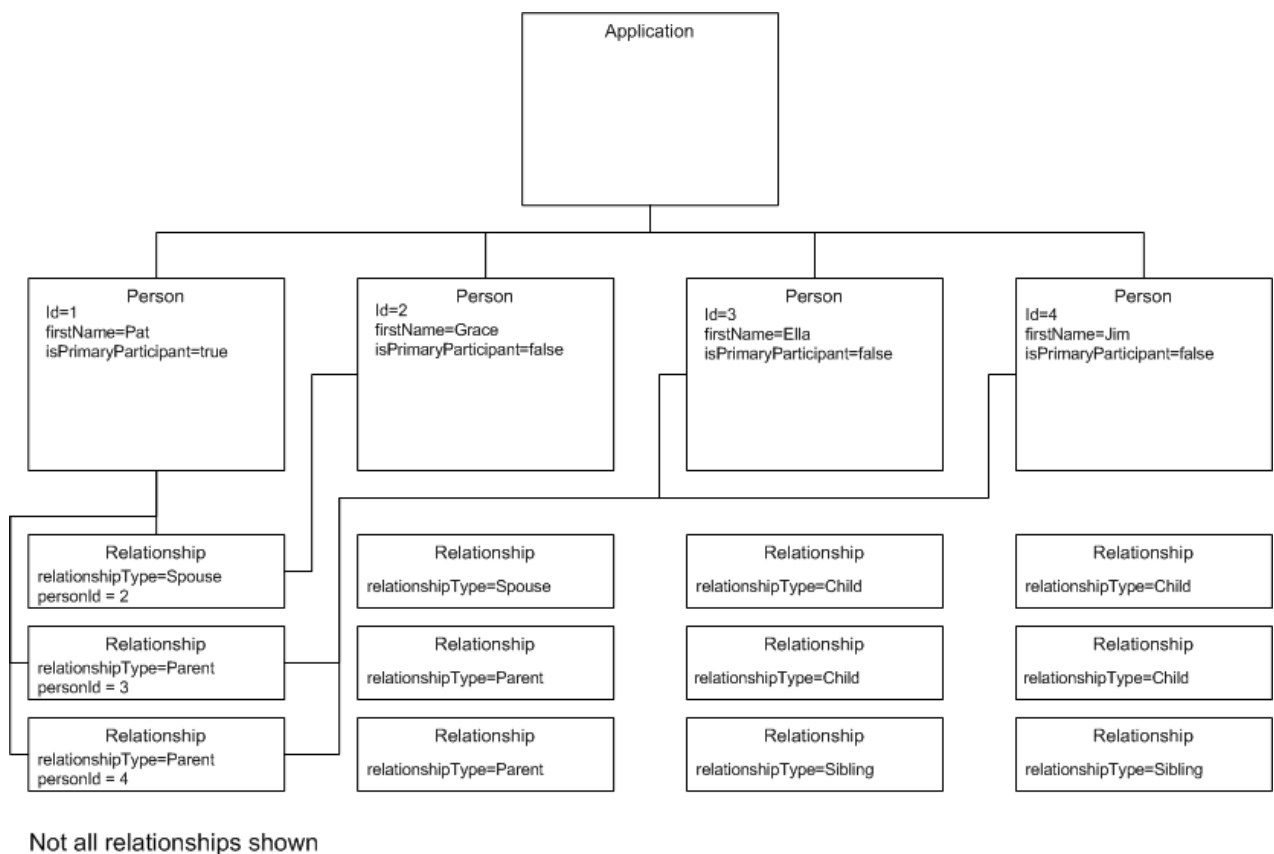 Application
Person
Id=1
firstName=Pat
isPrimaryParticipant=true
Person
Id=2
firstName=Grace
isPrimaryParticipant=false
Person
Id=3
firstName=Ella
isPrimaryParticipant=false
Person
Id=4
firstName=Jim
isPrimaryParticipant=false
Relationship
relationshipType=Spouse
personId = 2
Relationship
relationshipType=Spouse
Relationship
relationshipType=Child
Relationship
relationshipType=Child
Relationship
relationshipType=Parent
personId = 3
Relationship
relationshipType=Parent
Relationship
relationshipType=Child
Relationship
relationshipType=Child
Relationship
relationshipType=Parent
personId = 4
Relationship
relationshipType=Parent
Relationship
relationshipType=Sibling
Relationship
relationshipType=Sibling
Not all relationships shown